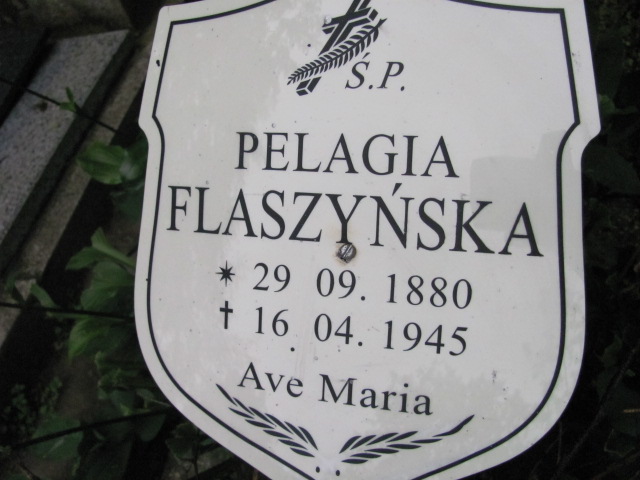 Ś.P.
PELAGIA
FLASZYŃSKA
✷ 29 09. 1880
✝ 16. 04. 1945
Ave Maria